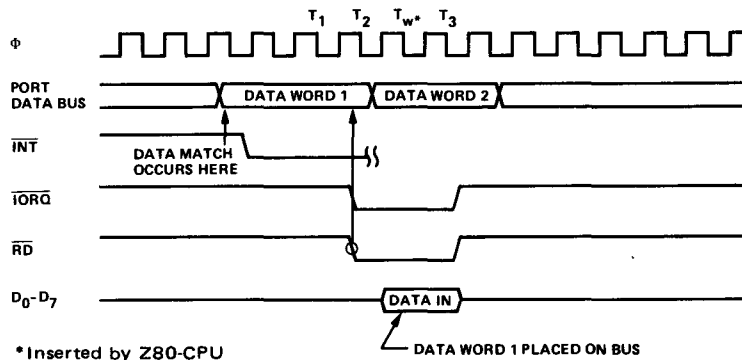 T1 T2 Tw* T3
Φ
PORT
DATA BUS
DATA WORD 1 DATA WORD 2
INT
DATA MATCH
OCCURS HERE
IORQ
RD
D0-D7
DATA IN
*Inserted by Z80-CPU
DATA WORD 1 PLACED ON BUS